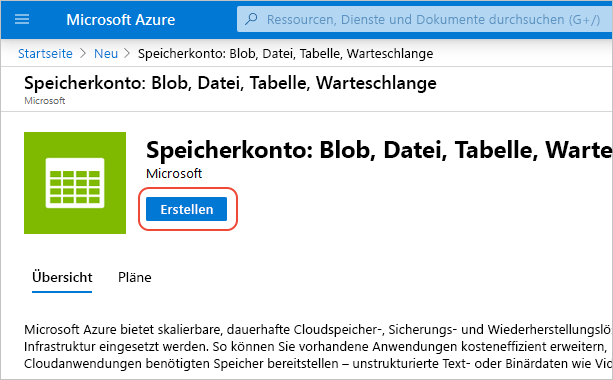 Microsoft Azure
Ressourcen, Dienste und Dokumente durchsuchen (G+/)
Startseite > Neu > Speicherkonto: Blob, Datei, Tabelle, Warteschlange
Speicherkonto: Blob, Datei, Tabelle, Warteschlange
Microsoft
Speicherkonto: Blob, Datei, Tabelle, Warte
Microsoft
Erstellen
Übersicht Pläne
Microsoft Azure bietet skalierbare, dauerhafte Cloudspeicher-, Sicherungs- und Wiederherstellungslö
Infrastruktur eingesetzt werden. So können Sie vorhandene Anwendungen kosteneffizient erweitern,
Cloudanwendungen benötigten Speicher bereitstellen – unstrukturierte Text- oder Binärdaten wie Vid